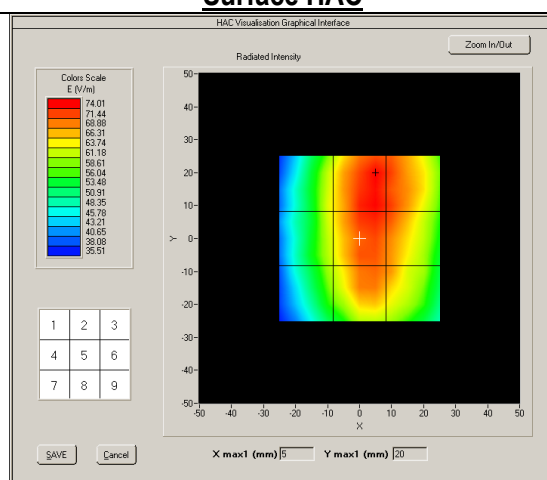 Surface HAC
HAC Visualisation Graphical Interface
Zoom In/Out
Radiated Intensity
Colors Scale
E (V/m)
74.01
71.44
68.88
66.31
63.74
61.18
58.61
56.04
53.48
50.91
48.35
45.78
43.21
40.65
38.08
35.51
50
40
30
20
10
0
-10
-20
-30
-40
-50
Y
-50 -40 -30 -20 -10 0 10 20 30 40 50
X
1 2 3
4 5 6
7 8 9
SAVE Cancel
X max1 (mm) 5 Y max1 (mm) 20